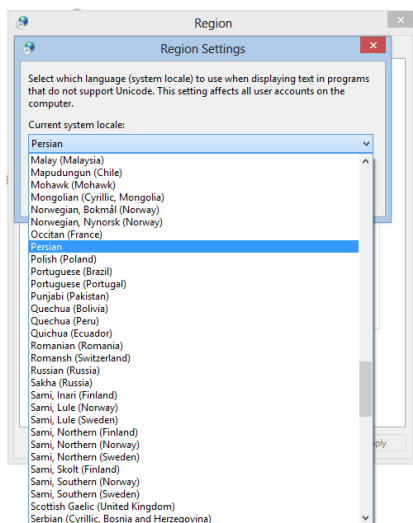 Region
Region Settings
Select which language (system locale) to use when displaying text in programs
that do not support Unicode. This setting affects all user accounts on the
computer.
Current system locale:
Persian
Malay (Malaysia)
Mapudungun (Chile)
Mohawk (Mohawk)
Mongolian (Cyrillic, Mongolia)
Norwegian, Bokmål (Norway)
Norwegian, Nynorsk (Norway)
Occitan (France)
Persian
Polish (Poland)
Portuguese (Brazil)
Portuguese (Portugal)
Punjabi (Pakistan)
Quechua (Bolivia)
Quechua (Peru)
Quichua (Ecuador)
Romanian (Romania)
Romansh (Switzerland)
Russian (Russia)
Sakha (Russia)
Sami, Inari (Finland)
Sami, Lule (Norway)
Sami, Lule (Sweden)
Sami, Northern (Finland)
Sami, Northern (Norway)
Sami, Northern (Sweden)
Sami, Skolt (Finland)
Sami, Southern (Norway)
Sami, Southern (Sweden)
Scottish Gaelic (United Kingdom)
Serbian (Cyrillic, Bosnia and Herzegovina)